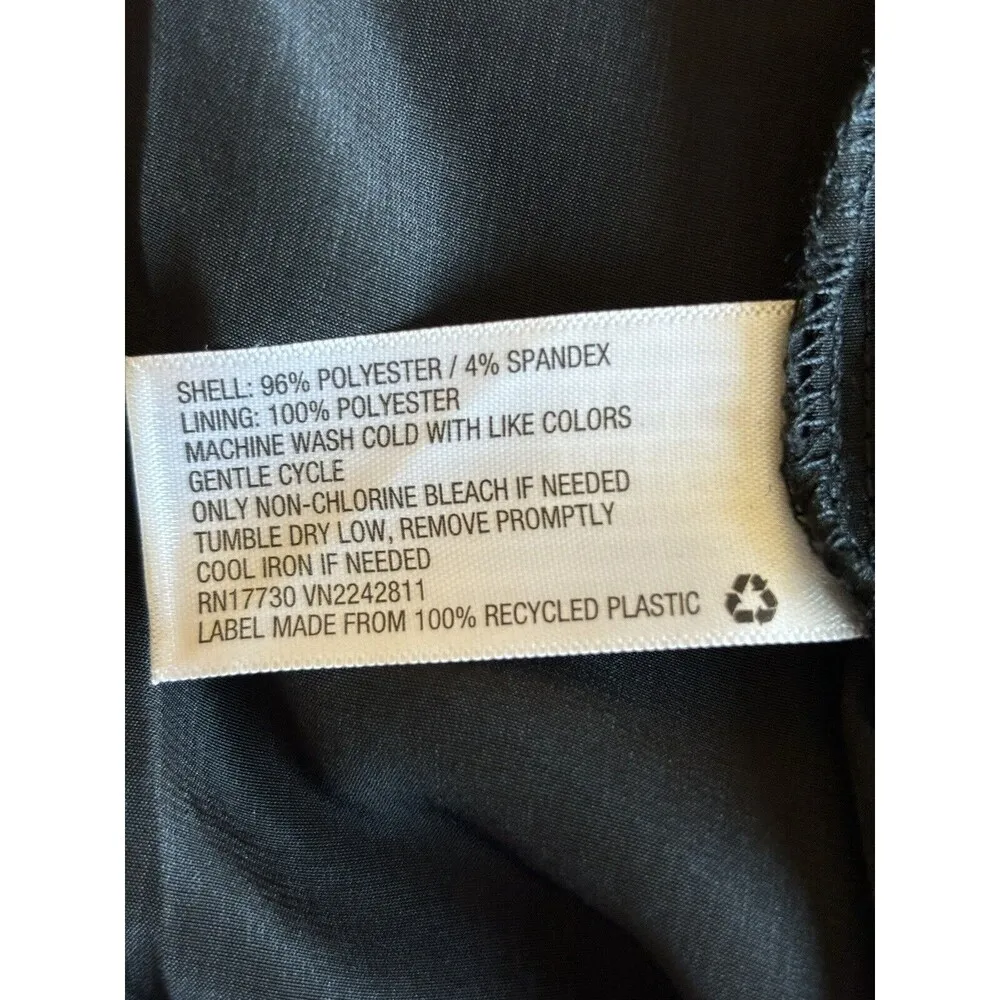 SHELL: 96% POLYESTER / 4% SPANDEX
LINING: 100% POLYESTER
MACHINE WASH COLD WITH LIKE COLORS
GENTLE CYCLE
ONLY NON-CHLORINE BLEACH IF NEEDED
TUMBLE DRY LOW, REMOVE PROMPTLY
COOL IRON IF NEEDED
RN17730 VN2242811
LABEL MADE FROM 100% RECYCLED PLASTIC